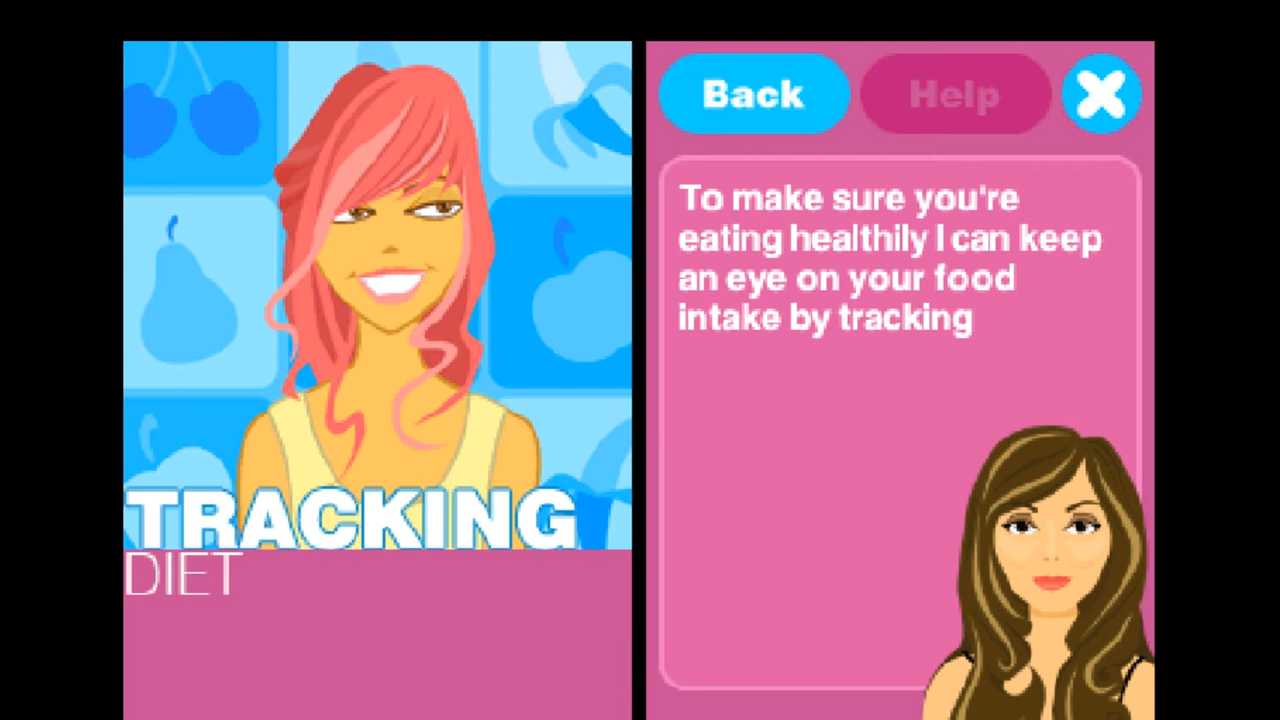 TRACKING
DIET
Back
Help
To make sure you're
eating healthily I can keep
an eye on your food
intake by tracking